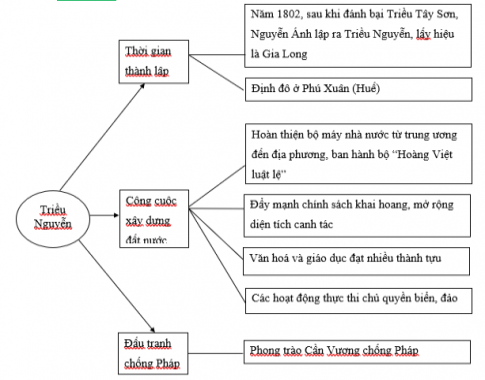 Năm 1802, sau khi đánh bại Triều Tây Sơn,
Nguyễn Ánh lập ra Triều Nguyễn, lấy hiệu
là Gia Long
Thời gian
thành lập
Định đô ở Phú Xuân (Huế)
Hoàn thiện bộ máy nhà nước từ trung ương
đến địa phương, ban hành bộ “Hoàng Việt
luật lệ”
Triều
Nguyễn
Công cuộc
xây dựng
đất nước
Đẩy mạnh chính sách khai hoang, mở rộng
diện tích canh tác
Văn hoá và giáo dục đạt nhiều thành tựu
Các hoạt động thực thi chủ quyền biển, đảo
Đấu tranh
chống Pháp
Phong trào Cần Vương chống Pháp